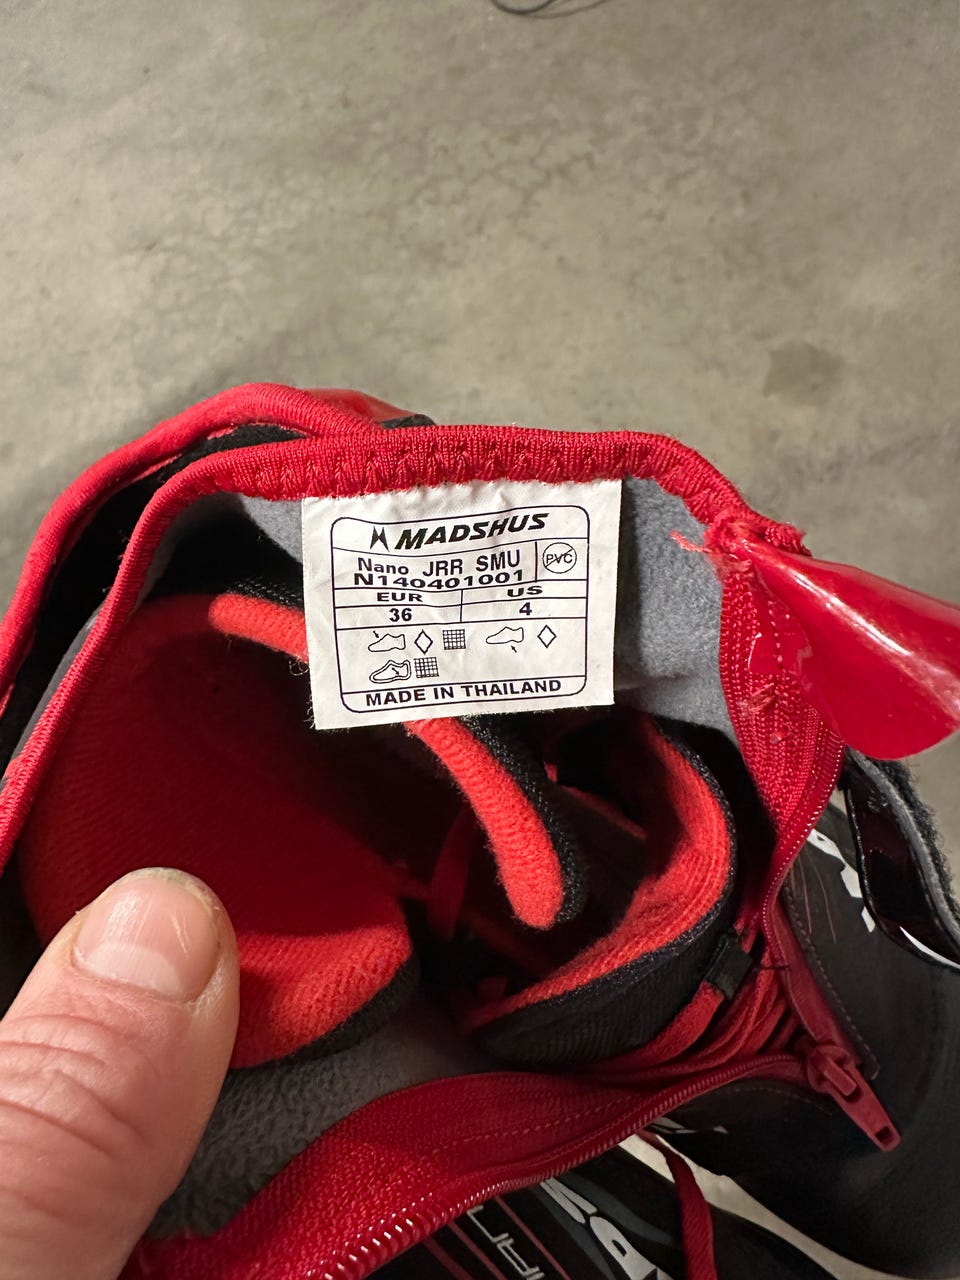 MADSHUS
Nano JRR SMU PVC
N140401001
EUR US
36 4
MADE IN THAILAND